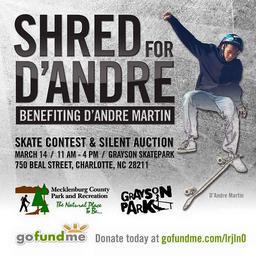 SHRED FOR
D'ANDRE
BENEFITING D'ANDRE MARTIN
SKATE CONTEST & SILENT AUCTION
MARCH 14 / 11 AM - 4 PM / GRAYSON SKATEPARK
750 BEAL STREET, CHARLOTTE, NC 28211
D'Andre Martin
Mecklenburg County
Park and Recreation
The Natural Place
To Be...
GRAYSON
PARK
gofundme
Donate today at gofundme.com/lrjln0